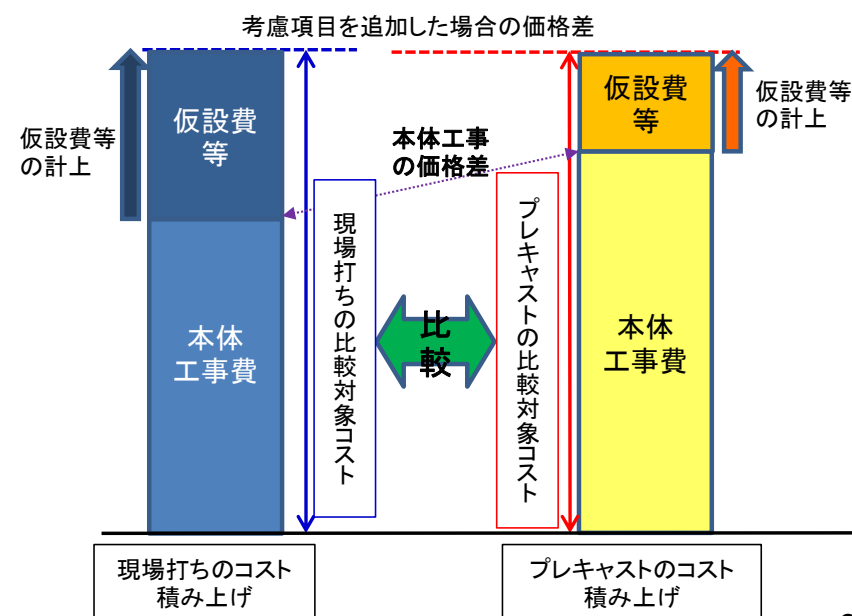 考慮項目を追加した場合の価格差
仮設費等
の計上
仮設費
等
本体工事
の価格差
仮設費
等
仮設費等
の計上
現場打ちの比較対象コスト
プレキャストの比較対象コスト
比
較
本体
工事費
本体
工事費
現場打ちのコスト
積み上げ
プレキャストのコスト
積み上げ